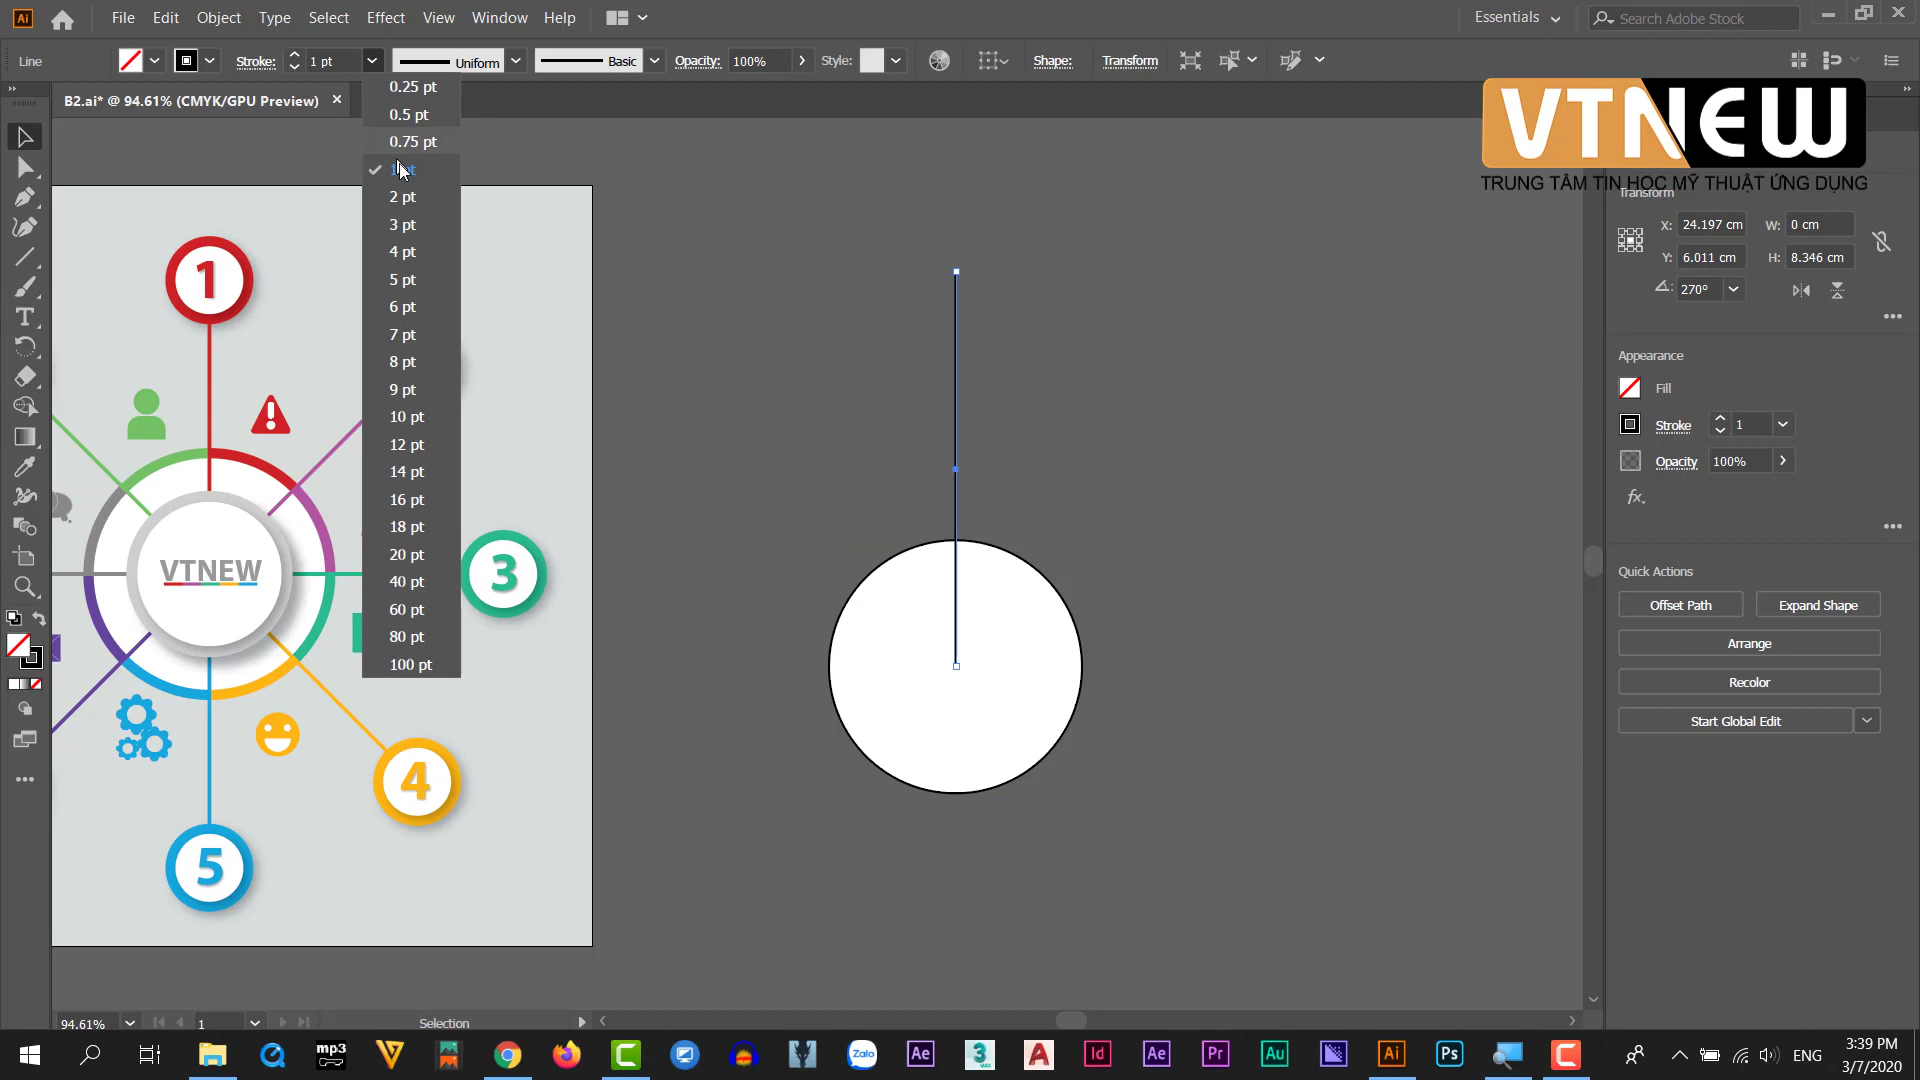 Ai File Edit Object Type Select Effect View Window Help Essentials Search Adobe Stock
Line Stroke: 1 pt Uniform Basic Opacity: 100% Style: Shape: Transform
B2.ai* @ 94.61% (CMYK/GPU Preview)
0.25 pt
0.5 pt
0.75 pt
2 pt
3 pt
4 pt
5 pt
6 pt
7 pt
8 pt
9 pt
10 pt
12 pt
14 pt
16 pt
18 pt
20 pt
40 pt
60 pt
80 pt
100 pt
1
VTNEW
3
4
5
VTNEW
TRUNG TÂM TIN HỌC MỸ THUẬT ỨNG DỤNG
Transform
X: 24.197 cm W: 0 cm
Y: 6.011 cm H: 8.346 cm
270°
Appearance
Fill
Stroke 1
Opacity 100%
fx.
Quick Actions
Offset Path Expand Shape
Arrange
Recolor
Start Global Edit
94.61% 1 Selection
mp3 Zalo Ae 3 MAX A Id Ae Pr Au Ai Ps ENG
3:39 PM
3/7/2020